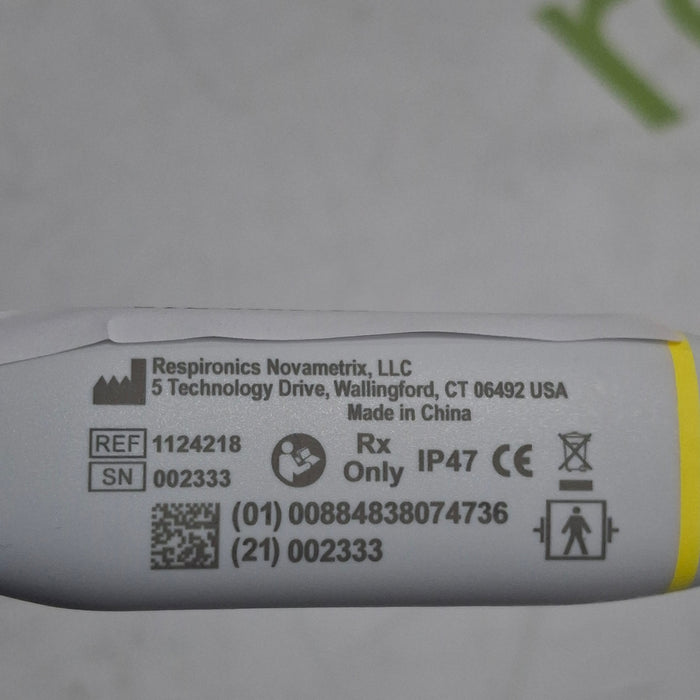 Respironics Novametrix, LLC
5 Technology Drive, Wallingford, CT 06492 USA
Made in China
REF 1124218
SN 002333
Rx Only
IP47
CE
(01) 00884838074736
(21) 002333